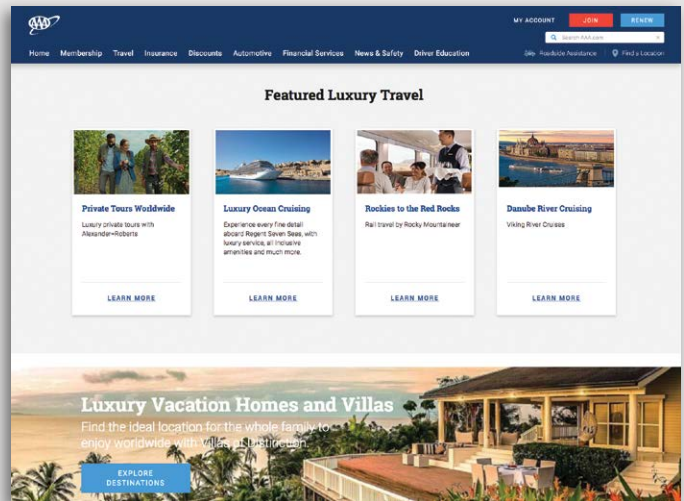 AAA
MY ACCOUNT
JOIN
RENEW
Search AAA.com
Home Membership Travel Insurance Discounts Automotive Financial Services News & Safety Driver Education
Roadside Assistance
Find a Location
Featured Luxury Travel
Private Tours Worldwide
Luxury private tours with
Alexander+Roberts
LEARN MORE
Luxury Ocean Cruising
Experience every fine detail
aboard Regent Seven Seas, with
luxury service, all inclusive
amenities and much more.
LEARN MORE
Rockies to the Red Rocks
Rail travel by Rocky Mountaineer
LEARN MORE
Danube River Cruising
Viking River Cruises
LEARN MORE
Luxury Vacation Homes and Villas
Find the ideal location for the whole family to
enjoy worldwide with Villas of Distinction.
EXPLORE
DESTINATIONS